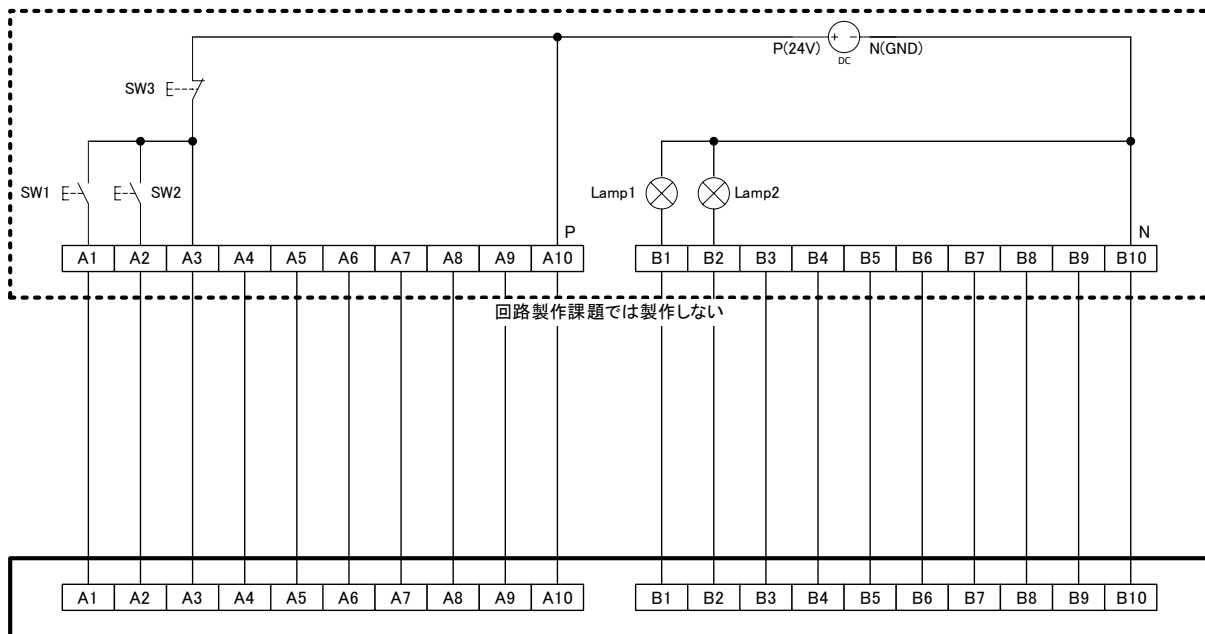 P(24V) + - N(GND)
DC
SW3
SW1 SW2 Lamp1 Lamp2
P N
A1 A2 A3 A4 A5 A6 A7 A8 A9 A10 B1 B2 B3 B4 B5 B6 B7 B8 B9 B10
回路製作課題では製作しない
A1 A2 A3 A4 A5 A6 A7 A8 A9 A10 B1 B2 B3 B4 B5 B6 B7 B8 B9 B10